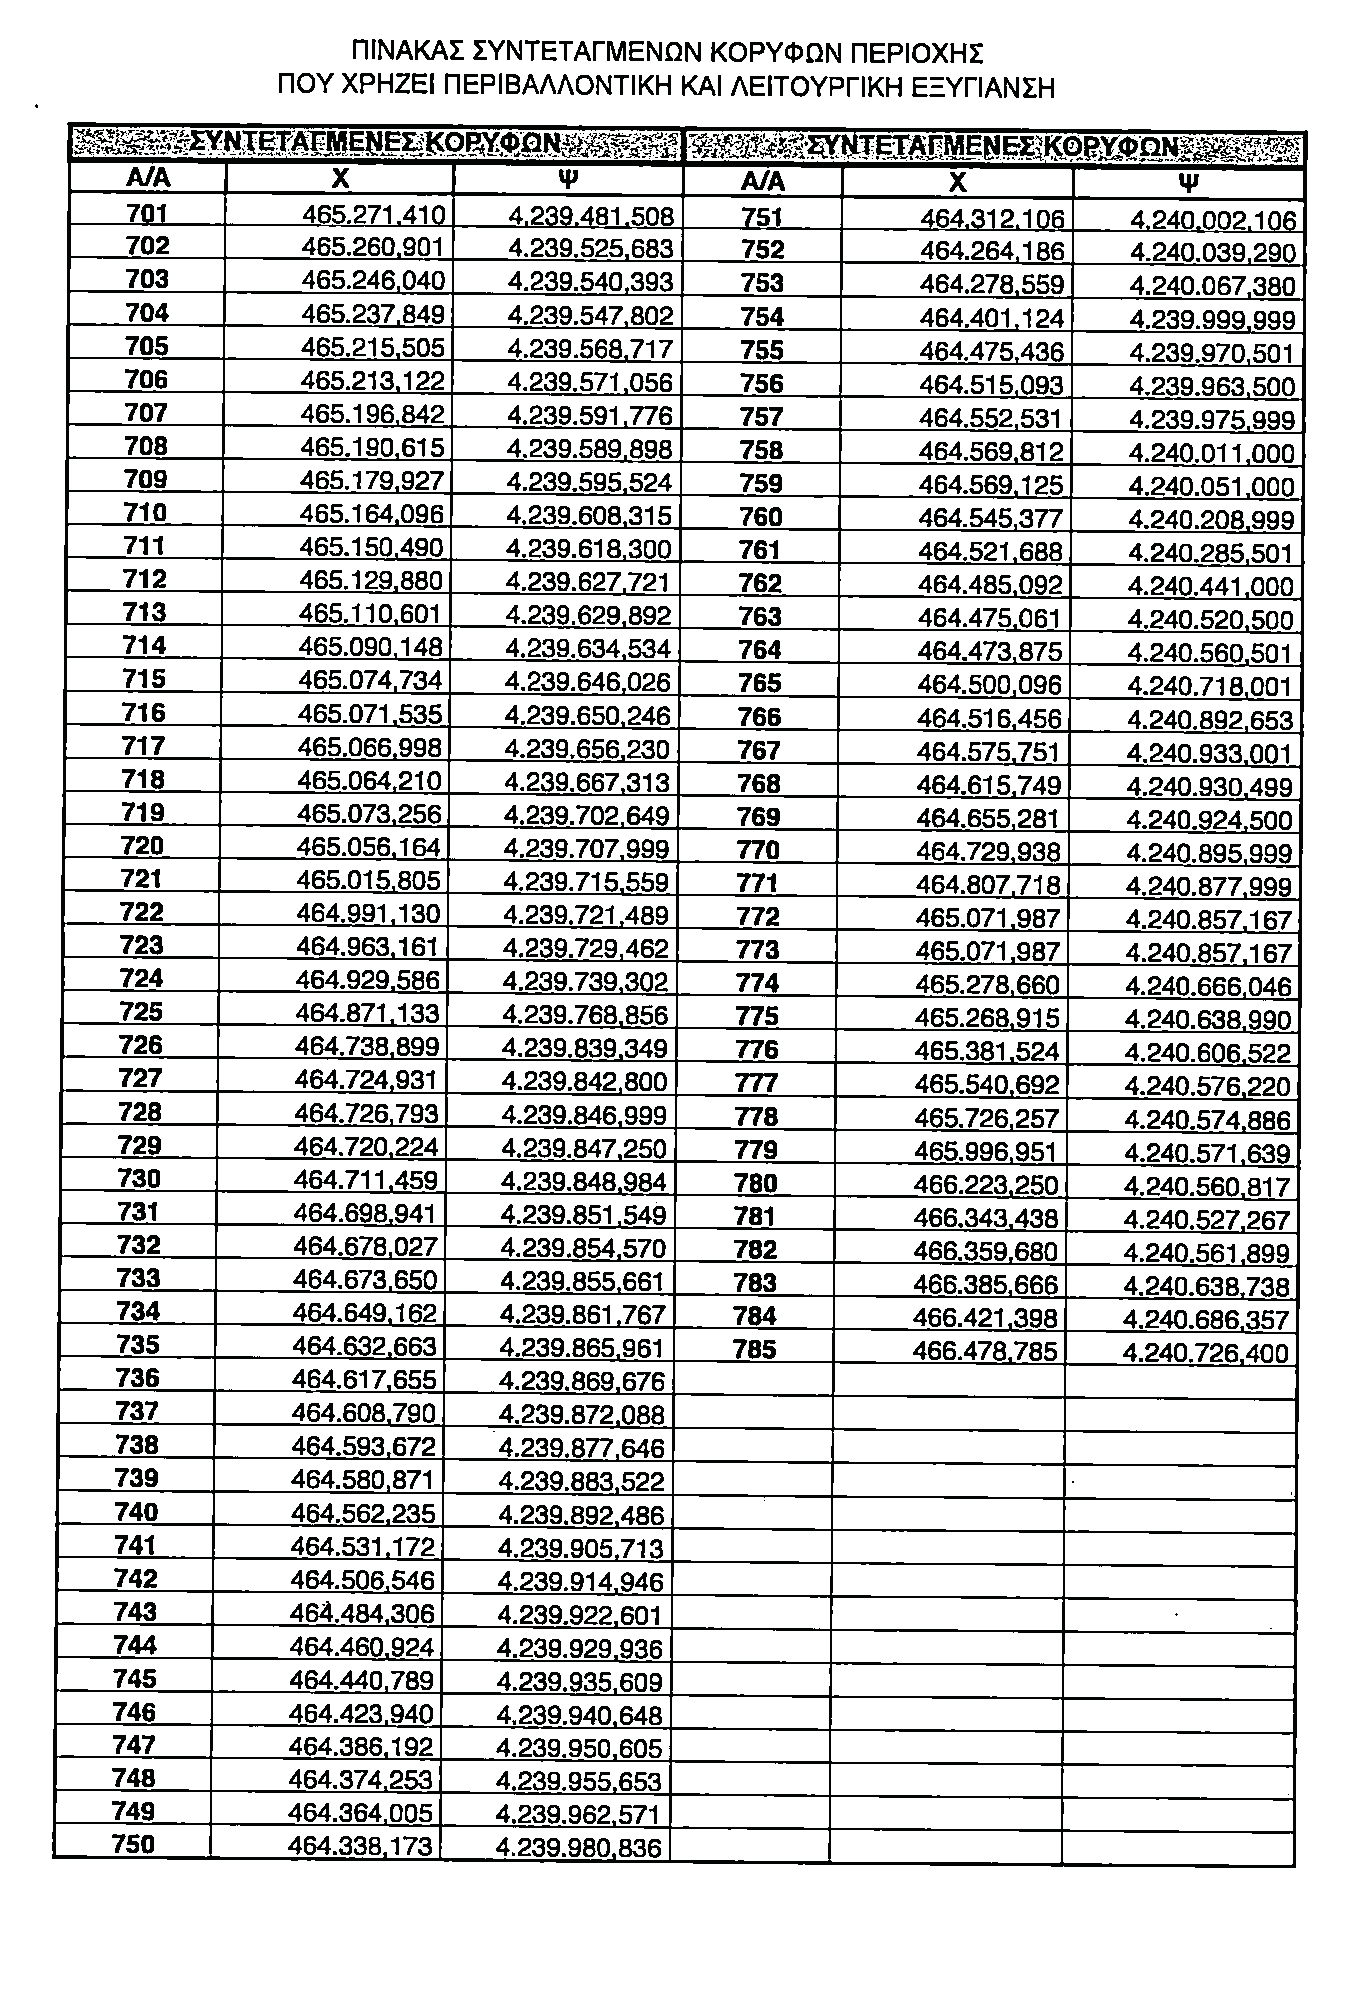 ΠΙΝΑΚΑΣ ΣΥΝΤΕΤΑΓΜΕΝΩΝ ΚΟΡΥΦΩΝ ΠΕΡΙΟΧΗΣ
ΠΟΥ ΧΡΗΖΕΙ ΠΕΡΙΒΑΛΛΟΝΤΙΚΗ ΚΑΙ ΛΕΙΤΟΥΡΓΙΚΗ ΕΞΥΓΙΑΝΣΗ
ΣΥΝΤΕΤΑΓΜΕΝΕΣ ΚΟΡΥΦΩΝ ΣΥΝΤΕΤΑΓΜΕΝΕΣ ΚΟΡΥΦΩΝ
Α/Α Χ Ψ Α/Α Χ Ψ
701 465.271,410 4.239.481,508 751 464.312,106 4.240.002,106
702 465.260,901 4.239.525,683 752 464.264,186 4.240.039,290
703 465.246,040 4.239.540,393 753 464.278,559 4.240.067,380
704 465.237,849 4.239.547,802 754 464.401,124 4.239.999,999
705 465.215,505 4.239.568,717 755 464.475,436 4.239.970,501
706 465.213,122 4.239.571,056 756 464.515,093 4.239.963,500
707 465.196,842 4.239.591,776 757 464.552,531 4.239.975,999
708 465.190,615 4.239.589,898 758 464.569,812 4.240.011,000
709 465.179,927 4.239.595,524 759 464.569,125 4.240.051,000
710 465.164,096 4.239.608,315 760 464.545,377 4.240.208,999
711 465.150,490 4.239.618,300 761 464.521,688 4.240.285,501
712 465.129,880 4.239.627,721 762 464.485,092 4.240.441,000
713 465.110,601 4.239.629,892 763 464.475,061 4.240.520,500
714 465.090,148 4.239.634,534 764 464.473,875 4.240.560,501
715 465.074,734 4.239.646,026 765 464.500,096 4.240.718,001
716 465.071,535 4.239.650,246 766 464.516,456 4.240.892,653
717 465.066,998 4.239.656,230 767 464.575,751 4.240.933,001
718 465.064,210 4.239.667,313 768 464.615,749 4.240.930,499
719 465.073,256 4.239.702,649 769 464.655,281 4.240.924,500
720 465.056,164 4.239.707,999 770 464.729,938 4.240.895,999
721 465.015,805 4.239.715,559 771 464.807,718 4.240.877,999
722 464.991,130 4.239.721,489 772 465.071,987 4.240.857,167
723 464.963,161 4.239.729,462 773 465.071,987 4.240.857,167
724 464.929,586 4.239.739,302 774 465.278,660 4.240.666,046
725 464.871,133 4.239.768,856 775 465.268,915 4.240.638,990
726 464.738,899 4.239.839,349 776 465.381,524 4.240.606,522
727 464.724,931 4.239.842,800 777 465.540,692 4.240.576,220
728 464.726,793 4.239.846,999 778 465.726,257 4.240.574,886
729 464.720,224 4.239.847,250 779 465.996,951 4.240.571,639
730 464.711,459 4.239.848,984 780 466.223,250 4.240.560,817
731 464.698,941 4.239.851,549 781 466.343,438 4.240.527,267
732 464.678,027 4.239.854,570 782 466.359,680 4.240.561,899
733 464.673,650 4.239.855,661 783 466.385,666 4.240.638,738
734 464.649,162 4.239.861,767 784 466.421,398 4.240.686,357
735 464.632,663 4.239.865,961 785 466.478,785 4.240.726,400
736 464.617,655 4.239.869,676
737 464.608,790 4.239.872,088
738 464.593,672 4.239.877,646
739 464.580,871 4.239.883,522
740 464.562,235 4.239.892,486
741 464.531,172 4.239.905,713
742 464.506,546 4.239.914,946
743 464.484,306 4.239.922,601
744 464.460,924 4.239.929,936
745 464.440,789 4.239.935,609
746 464.423,940 4.239.940,648
747 464.386,192 4.239.950,605
748 464.374,253 4.239.955,653
749 464.364,005 4.239.962,571
750 464.338,173 4.239.980,836